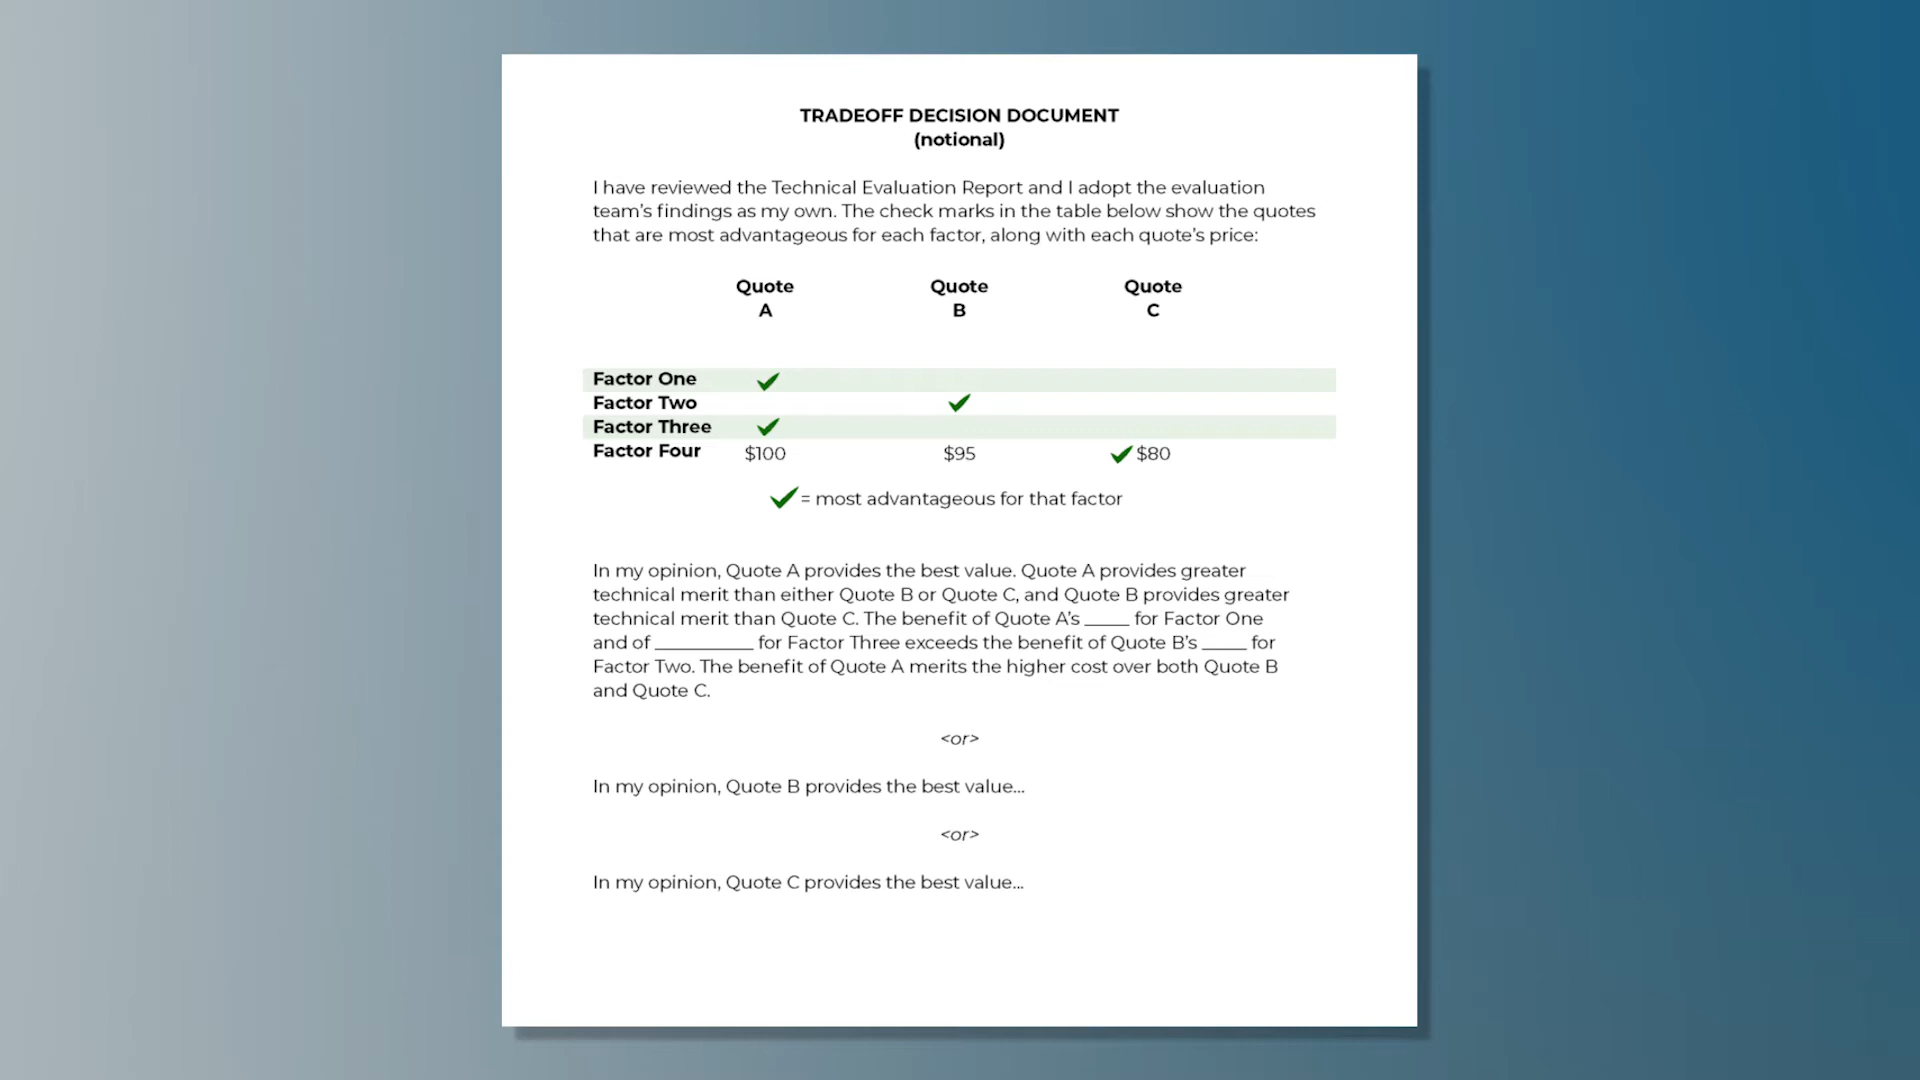 TRADEOFF DECISION DOCUMENT
(notional)
I have reviewed the Technical Evaluation Report and I adopt the evaluation
team's findings as my own. The check marks in the table below show the quotes
that are most advantageous for each factor, along with each quote's price:
Quote Quote Quote
A B C
Factor One ✓
Factor Two ✓
Factor Three ✓
Factor Four $100 $95 ✓ $80
✓ = most advantageous for that factor
In my opinion, Quote A provides the best value. Quote A provides greater
technical merit than either Quote B or Quote C, and Quote B provides greater
technical merit than Quote C. The benefit of Quote A's _____ for Factor One
and of ___________ for Factor Three exceeds the benefit of Quote B's _____ for
Factor Two. The benefit of Quote A merits the higher cost over both Quote B
and Quote C.
<or>
In my opinion, Quote B provides the best value...
<or>
In my opinion, Quote C provides the best value...